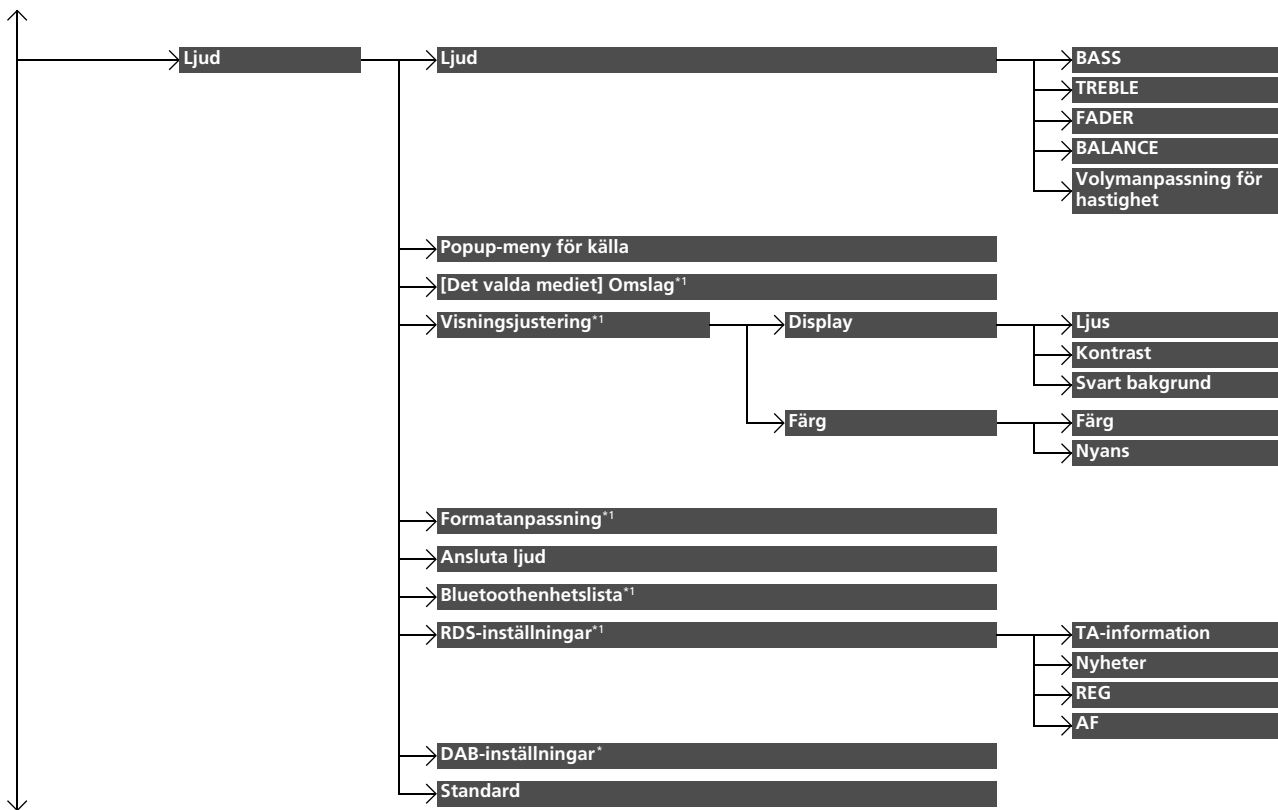 Ljud
Ljud
BASS
TREBLE
FADER
BALANCE
Volymanpassning för
hastighet
Popup-meny för källa
[Det valda mediet] Omslag*1
Visningsjustering*1
Display
Ljus
Kontrast
Svart bakgrund
Färg
Färg
Nyans
Formatanpassning*1
Ansluta ljud
Bluetoothenhetslista*1
RDS-inställningar*1
TA-information
Nyheter
REG
AF
DAB-inställningar*
Standard